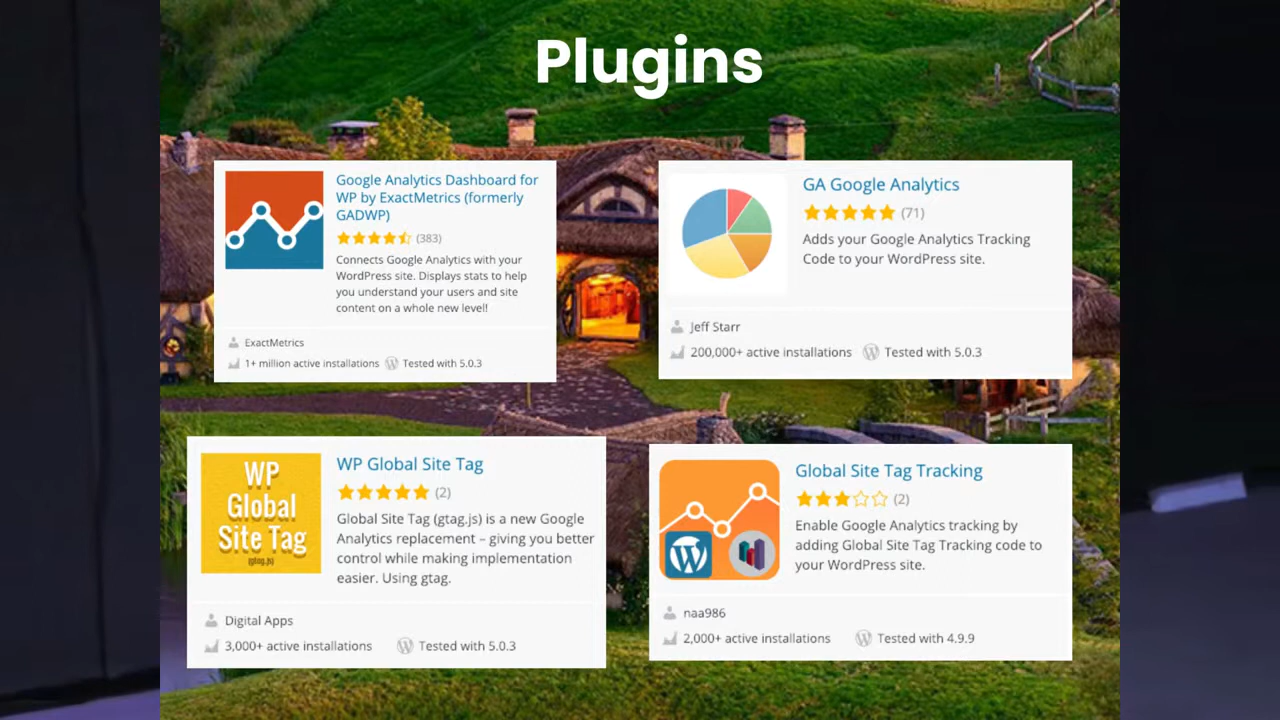 Plugins
Google Analytics Dashboard for
WP by ExactMetrics (formerly
GADWP)
(383)
Connects Google Analytics with your
WordPress site. Displays stats to help
you understand your users and site
content on a whole new level!
ExactMetrics
1+ million active installations Tested with 5.0.3
GA Google Analytics
(71)
Adds your Google Analytics Tracking
Code to your WordPress site.
Jeff Starr
200,000+ active installations Tested with 5.0.3
WP
Global
Site Tag
(gtag.js)
WP Global Site Tag
(2)
Global Site Tag (gtag.js) is a new Google
Analytics replacement – giving you better
control while making implementation
easier. Using gtag.
Digital Apps
3,000+ active installations Tested with 5.0.3
Global Site Tag Tracking
(2)
Enable Google Analytics tracking by
adding Global Site Tag Tracking code to
your WordPress site.
naa986
2,000+ active installations Tested with 4.9.9